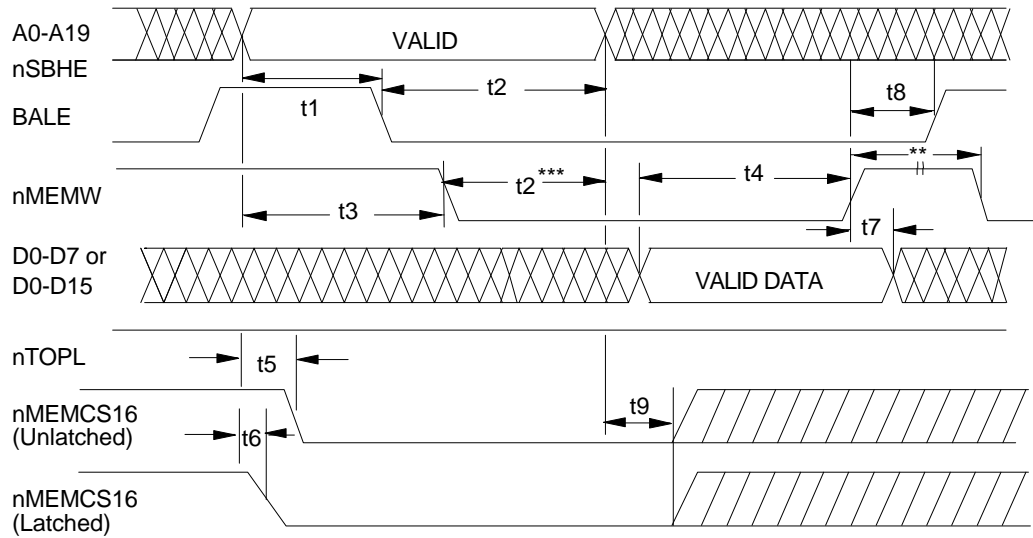 A0-A19
VALID
nSBHE
t1
t2
t8
BALE
**
nMEMW
t2***
t4
t3
t7
D0-D7 or
D0-D15
VALID DATA
nTOPL
t5
nMEMCS16
(Unlatched)
t6
t9
nMEMCS16
(Latched)